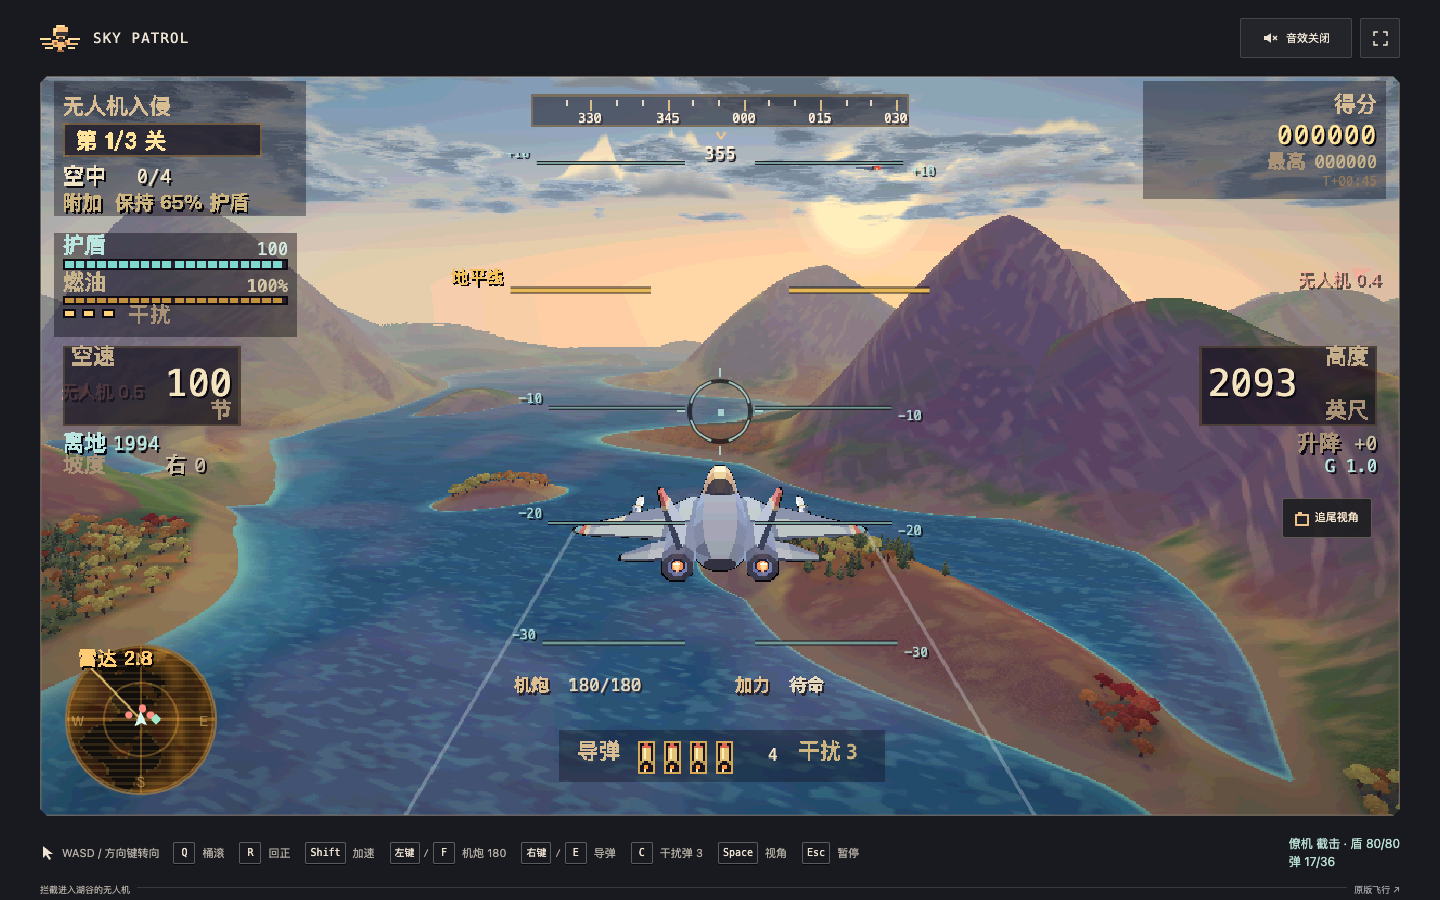 SKY PATROL
音效关闭
无人机入侵
第 1/3 关
空中 0/4
附加 保持 65% 护盾
330 345 000 015 030
355
+10 +10
得分
000000
最高 000000
T+00:45
护盾 100
燃油 100%
干扰
地平线
无人机 0.4
空速
无人机 0.5
100
节
离地 1994
坡度 右 0
高度
2093
英尺
升降 +0
G 1.0
追尾视角
-10 -10
-20 -20
-30 -30
雷达 2.8
W E
S
机炮 180/180 加力 待命
导弹 4 干扰 3
WASD / 方向键转向 Q 桶滚 R 回正 Shift 加速 左键 / F 机炮 180 右键 / E 导弹 C 干扰弹 3 Space 视角 Esc 暂停
僚机 截击 · 盾 80/80
弹 17/36
拦截进入湖谷的无人机
原版飞行 ↗